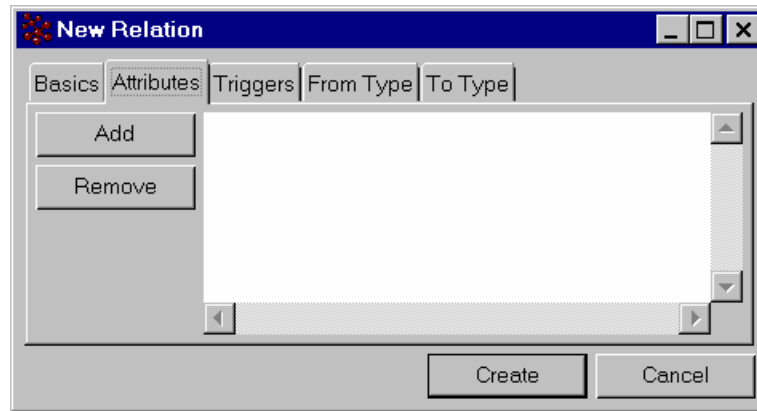 New Relation
Basics Attributes Triggers From Type To Type
Add
Remove
Create Cancel